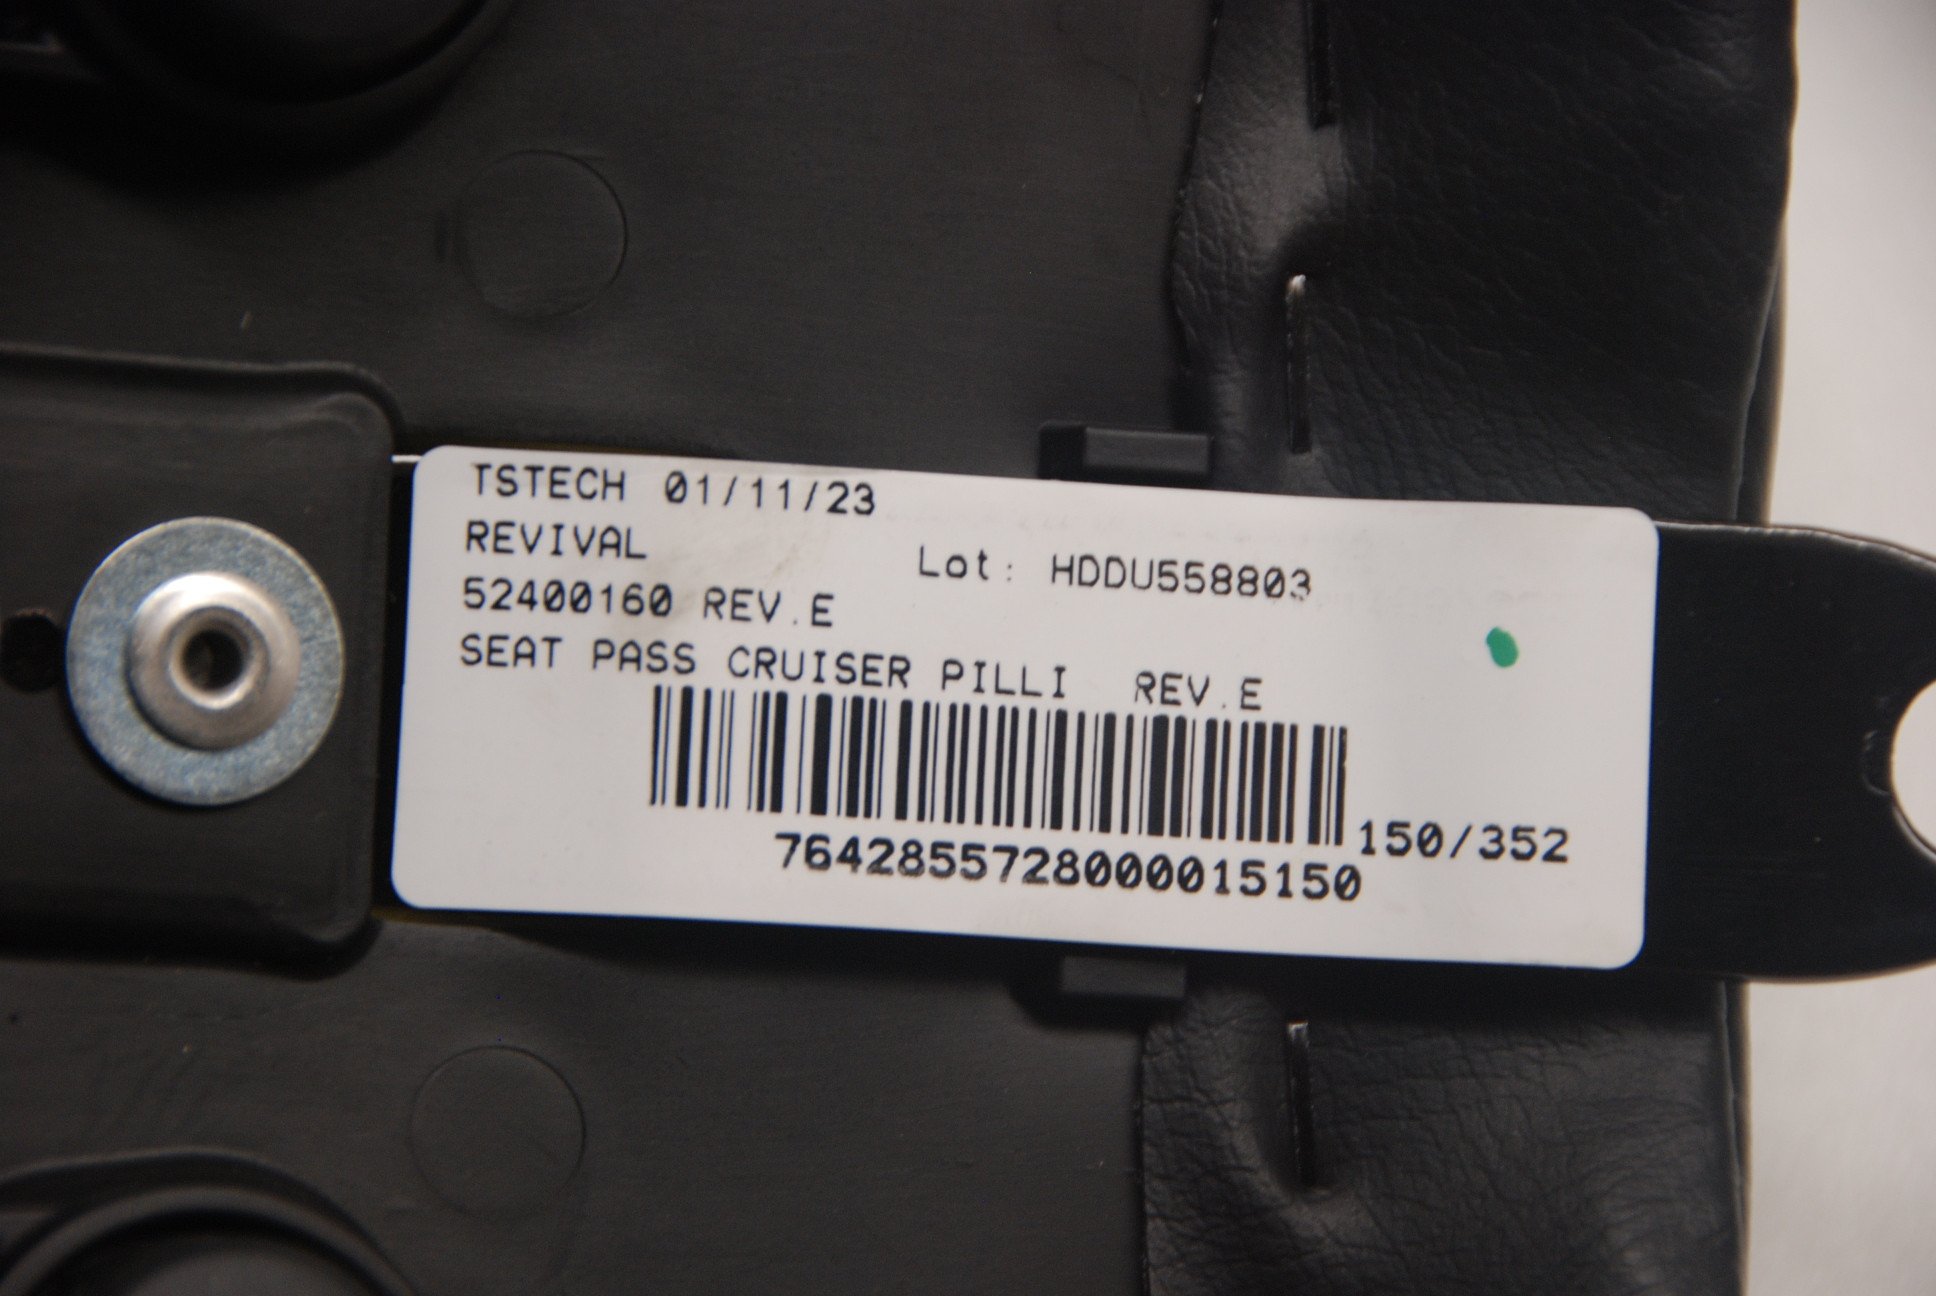 TSTECH 01/11/23
REVIVAL
Lot: HDDU558803
52400160 REV.E
SEAT PASS CRUISER PILLI REV.E
150/352
7642855728000015150